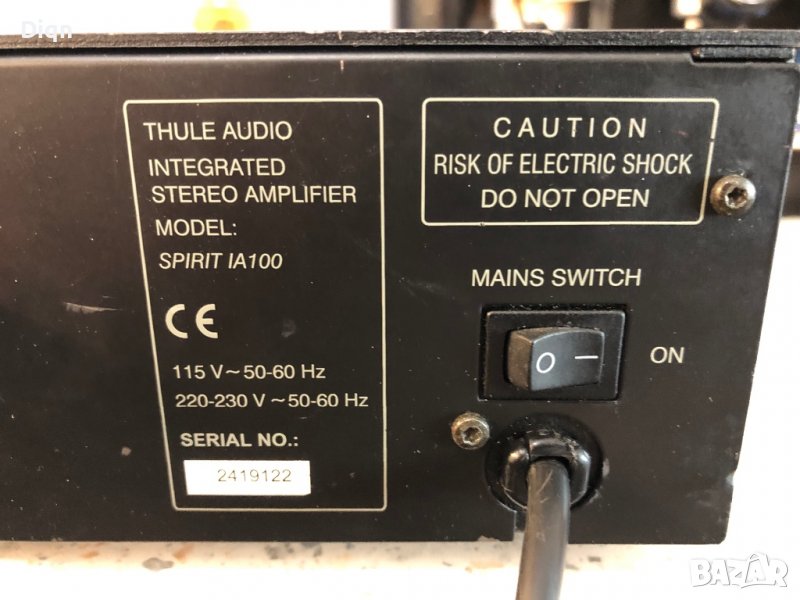 Diqn
THULE AUDIO
INTEGRATED
STEREO AMPLIFIER
MODEL:
SPIRIT IA100
CE
115 V~50-60 Hz
220-230 V ~50-60 Hz
SERIAL NO.:
2419122
CAUTION
RISK OF ELECTRIC SHOCK
DO NOT OPEN
MAINS SWITCH
O —
ON
BAZAR